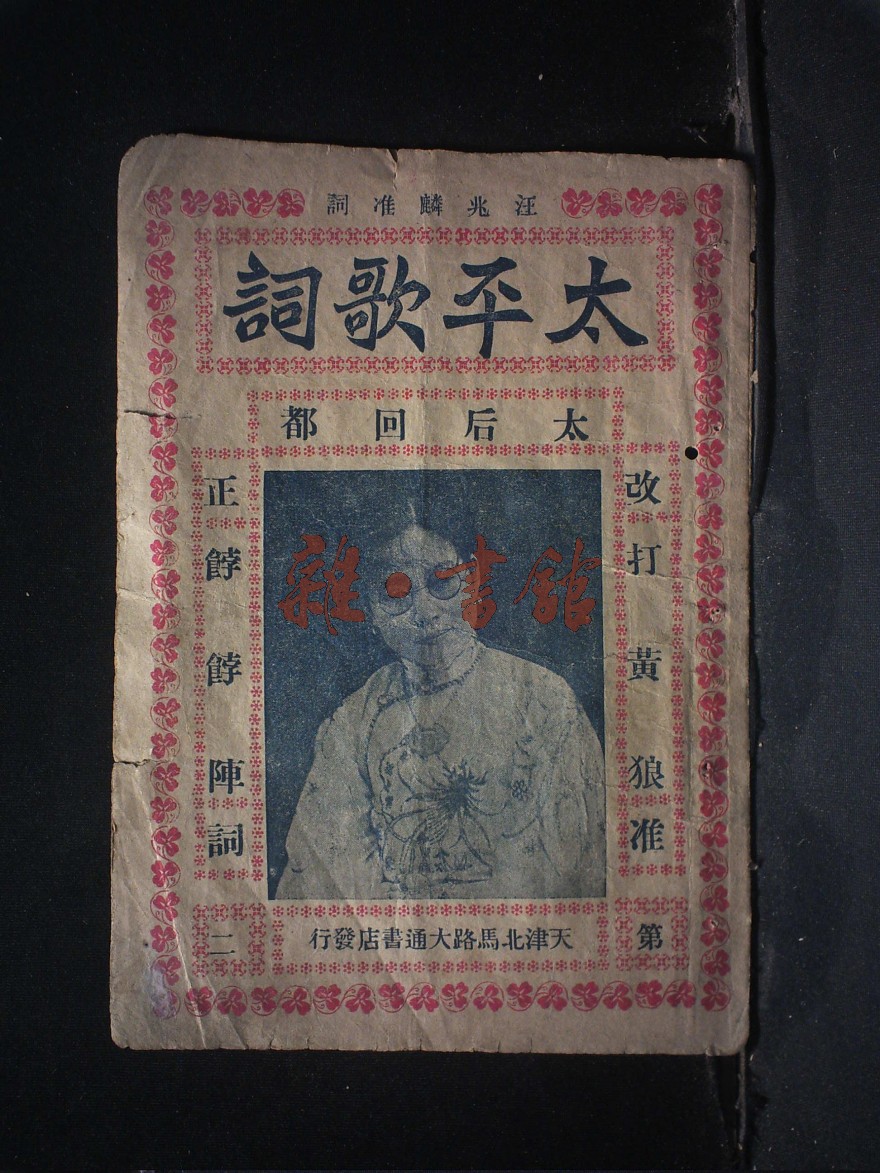 汪兆麟准詞
太平歌詞
太后回都
改打黃狼准
正餑餑陣詞
雜·書館
第二
天津北馬路大通書店發行